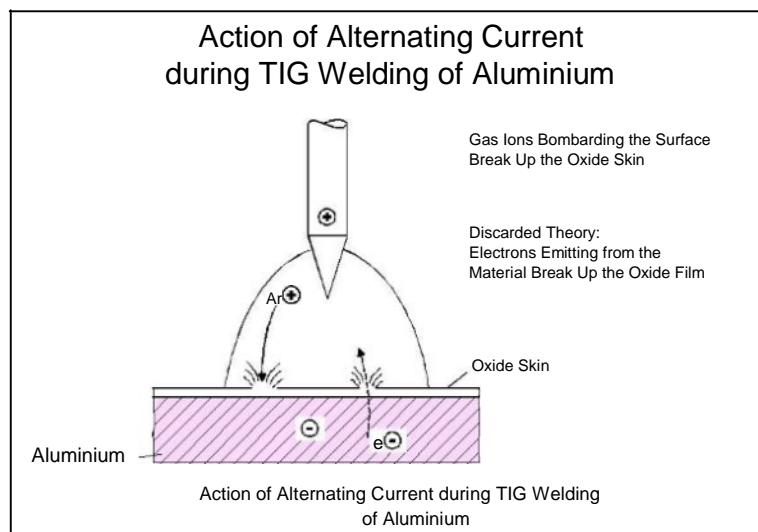 Action of Alternating Current
during TIG Welding of Aluminium
Gas Ions Bombarding the Surface
Break Up the Oxide Skin
+
Discarded Theory:
Electrons Emitting from the
Material Break Up the Oxide Film
Ar +
Oxide Skin
-
e -
Aluminium
Action of Alternating Current during TIG Welding
of Aluminium